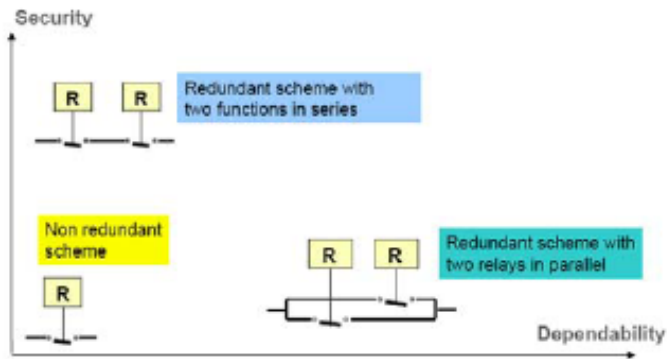 Security
R
R
Redundant scheme with
two functions in series
Non redundant
scheme
R
R
R
Redundant scheme with
two relays in parallel
Dependability